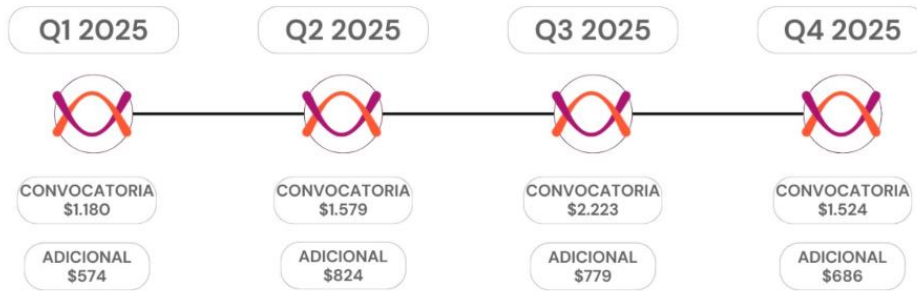 Q1 2025 Q2 2025 Q3 2025 Q4 2025
CONVOCATORIA CONVOCATORIA CONVOCATORIA CONVOCATORIA
$1.180 $1.579 $2.223 $1.524
ADICIONAL ADICIONAL ADICIONAL ADICIONAL
$574 $824 $779 $686